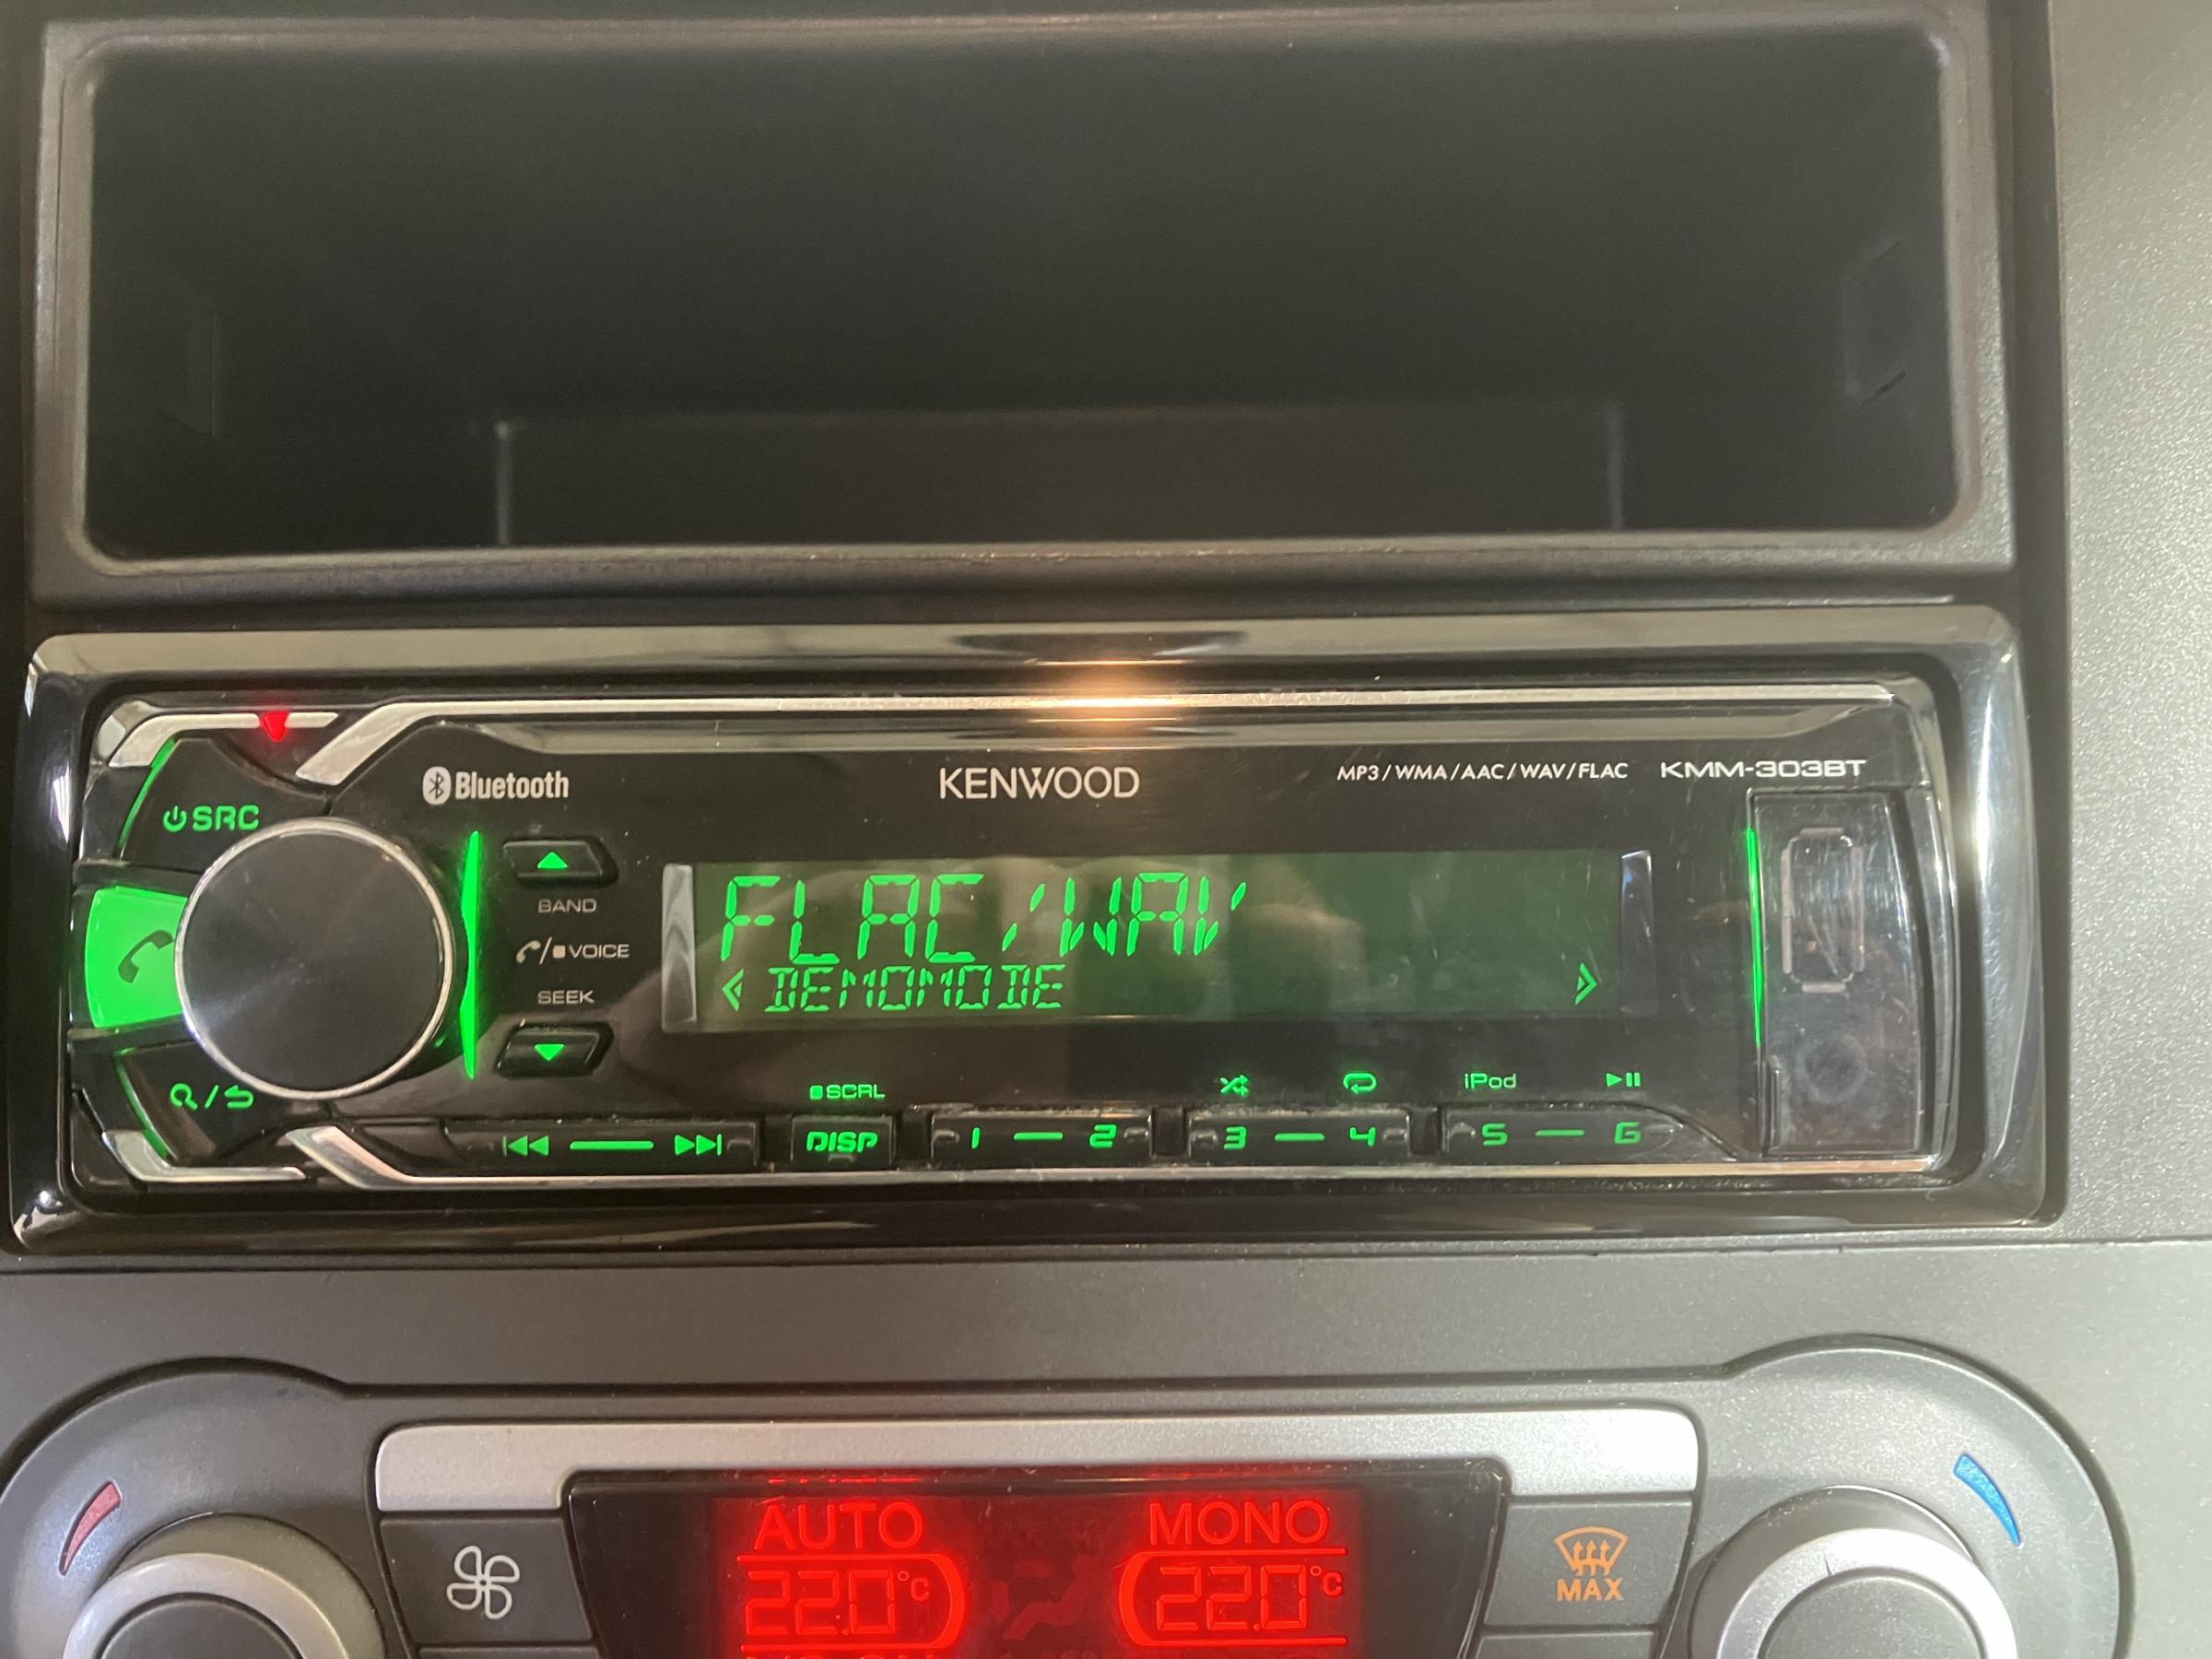 Bluetooth
KENWOOD
MP3/WMA/AAC/WAV/FLAC KMM-303BT
SRC
BAND
/ VOICE
SEEK
FLAC/WAV
DEMOMODE
SCRL
iPod
DISP
1 2
3 4
5 6
AUTO MONO
22.0°C 22.0°C
MAX